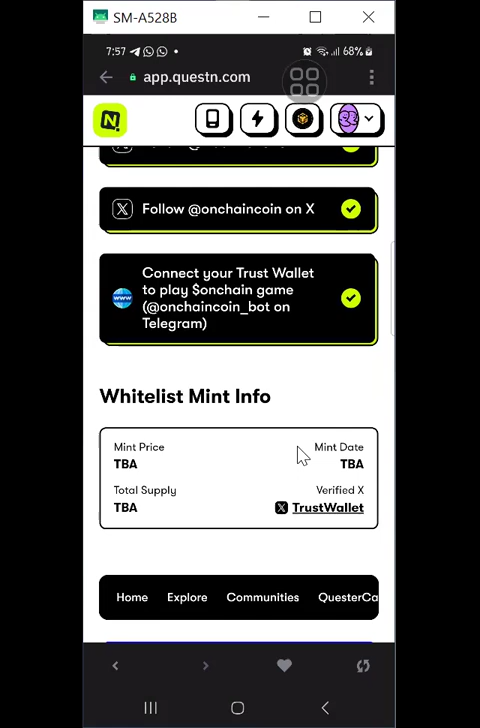 SM-A528B
7:57
68%
app.questn.com
Follow @onchaincoin on X
Connect your Trust Wallet
to play $onchain game
(@onchaincoin_bot on
Telegram)
Whitelist Mint Info
Mint Price
Mint Date
TBA
TBA
Total Supply
Verified X
TBA
TrustWallet
Home
Explore
Communities
QuesterCa